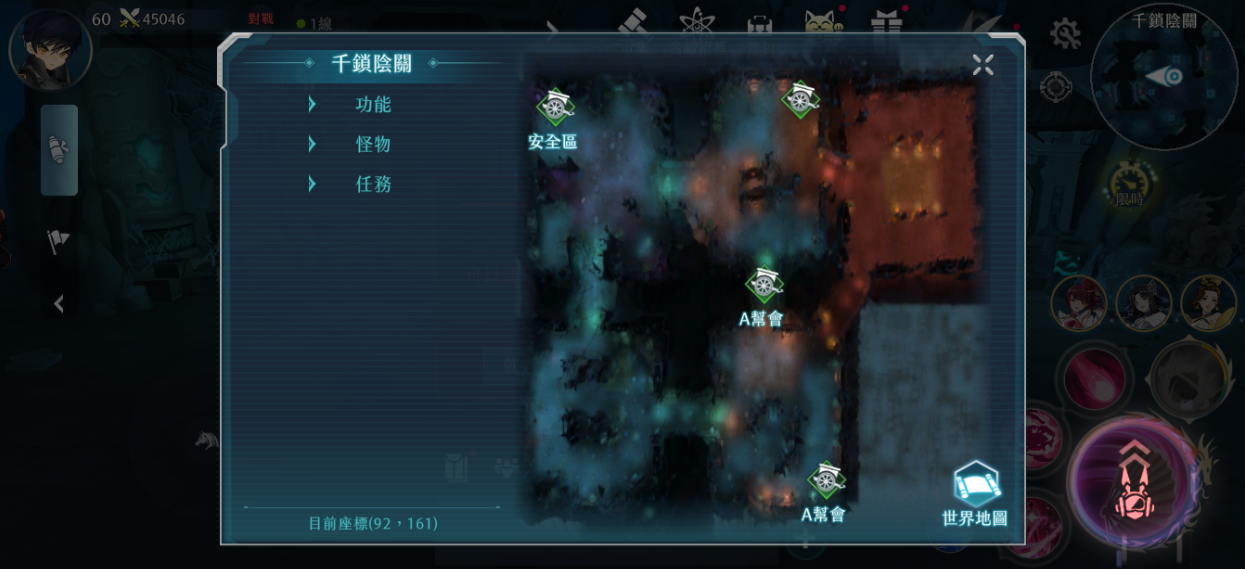 60
45046
對戰
1線
千鎖陰關
千鎖陰關
功能
怪物
任務
安全區
A幫會
A幫會
限時
世界地圖
目前座標(92，161)